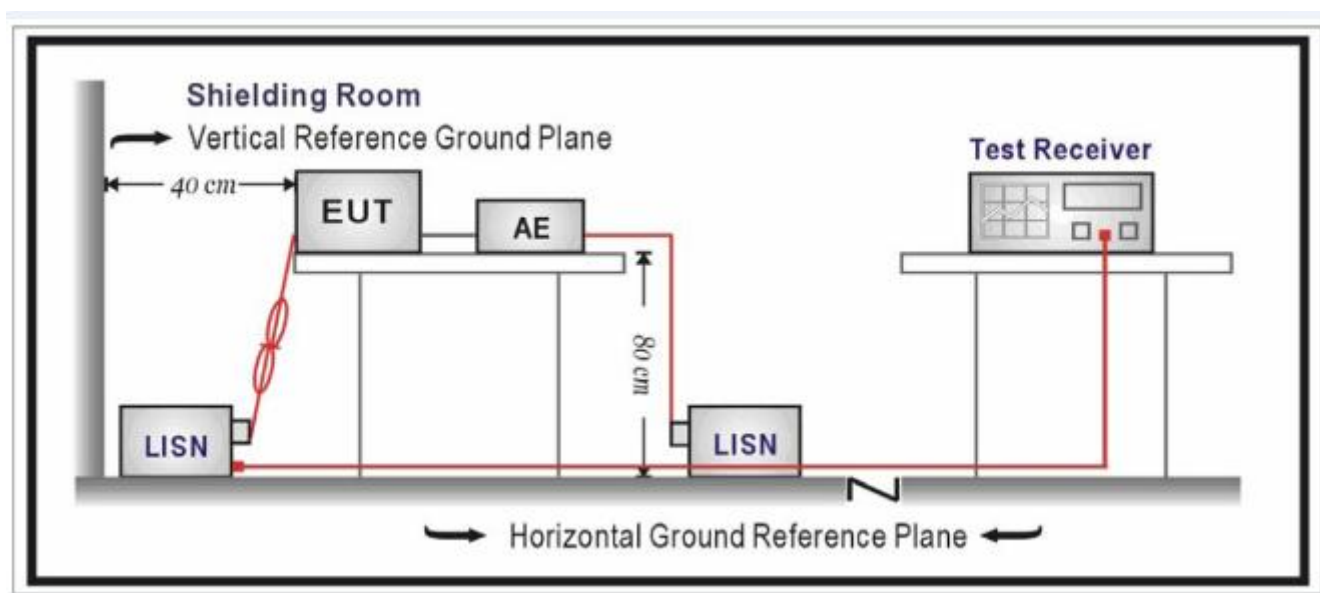 Shielding Room
Vertical Reference Ground Plane
40 cm
EUT
AE
Test Receiver
80 cm
LISN
LISN
Horizontal Ground Reference Plane